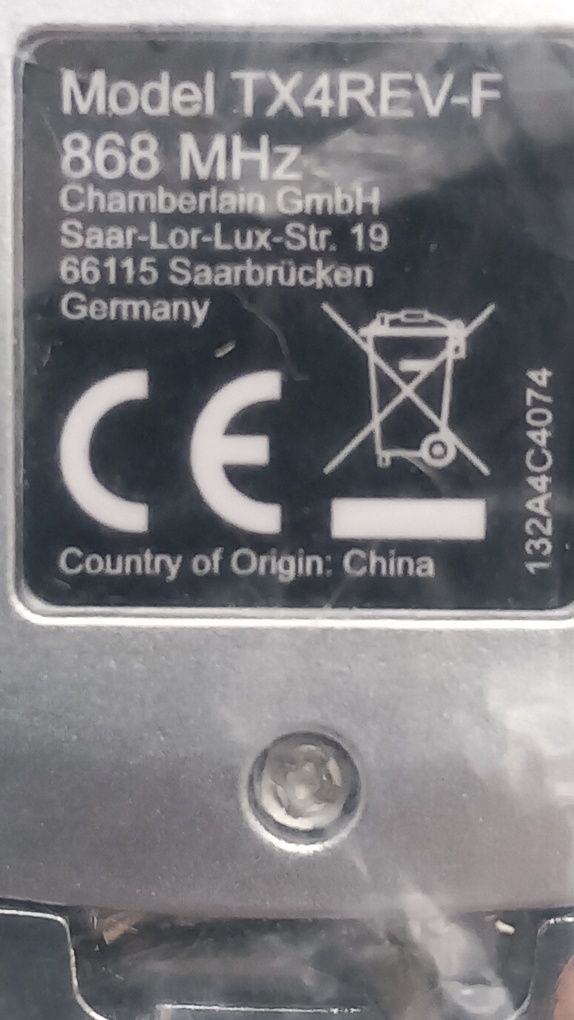 Model TX4REV-F
868 MHz
Chamberlain GmbH
Saar-Lor-Lux-Str. 19
66115 Saarbrücken
Germany
CE
132A4C4074
Country of Origin: China